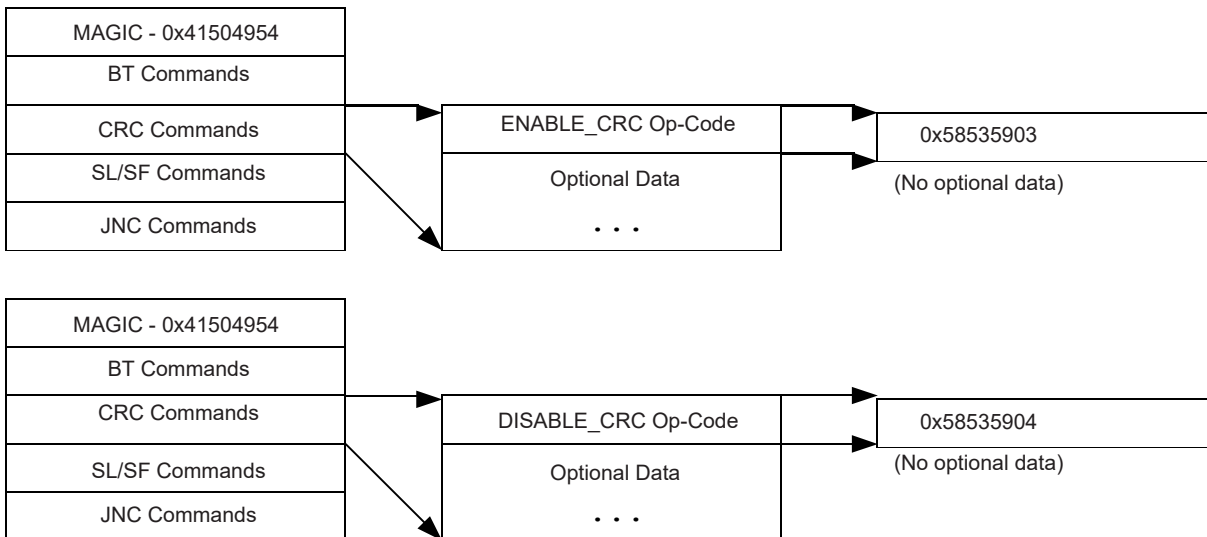 MAGIC - 0x41504954
BT Commands
CRC Commands
SL/SF Commands
JNC Commands
ENABLE_CRC Op-Code
Optional Data
. . .
0x58535903
(No optional data)
MAGIC - 0x41504954
BT Commands
CRC Commands
SL/SF Commands
JNC Commands
DISABLE_CRC Op-Code
Optional Data
. . .
0x58535904
(No optional data)